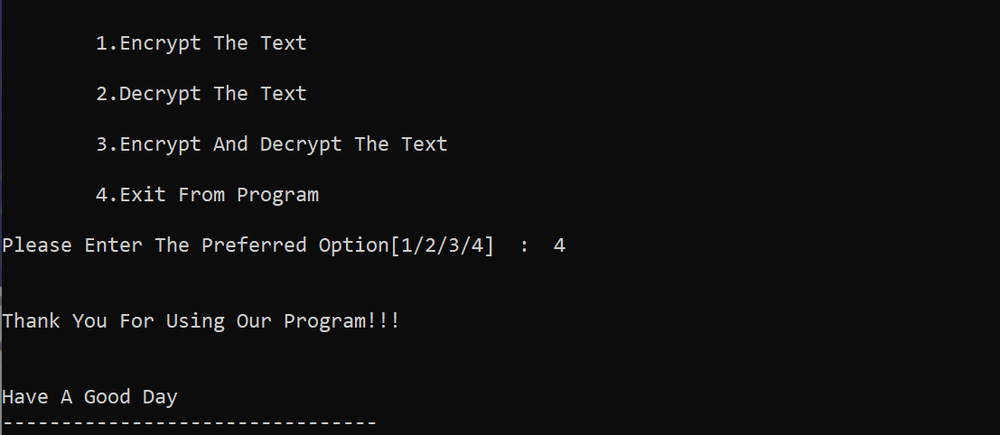 1.Encrypt The Text
2.Decrypt The Text
3.Encrypt And Decrypt The Text
4.Exit From Program
Please Enter The Preferred Option[1/2/3/4]  :  4
Thank You For Using Our Program!!!
Have A Good Day
--------------------------------